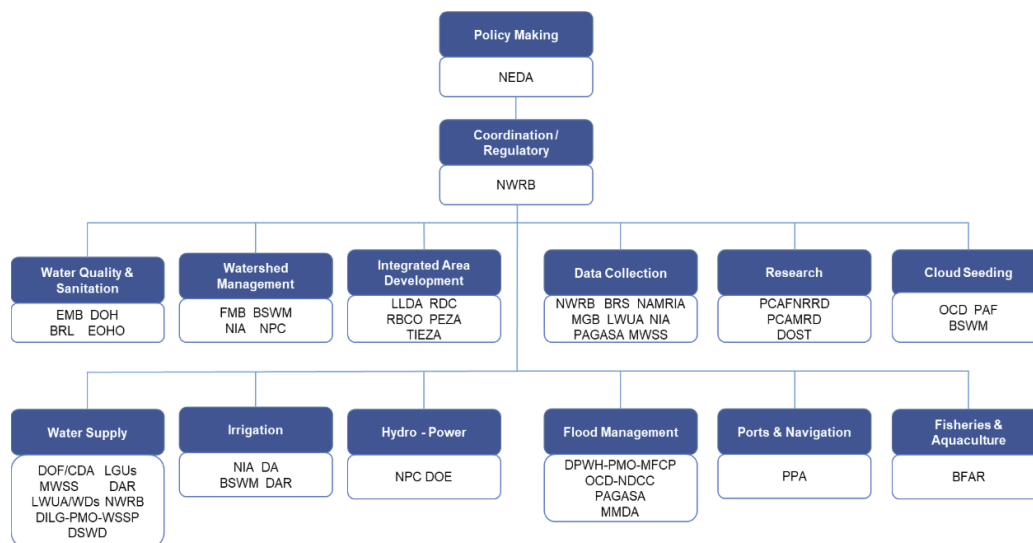 Policy Making
NEDA
Coordination /
Regulatory
NWRB
Water Quality &
Sanitation
EMB DOH
BRL EOHO
Watershed
Management
FMB BSWM
NIA NPC
Integrated Area
Development
LLDA RDC
RBCO PEZA
TIEZA
Data Collection
NWRB BRS NAMRIA
MGB LWUA NIA
PAGASA MWSS
Research
PCAFNRRD
PCAMRD
DOST
Cloud Seeding
OCD PAF
BSWM
Water Supply
DOF/CDA LGUs
MWSS DAR
LWUA/WDs NWRB
DILG-PMO-WSSP
DSWD
Irrigation
NIA DA
BSWM DAR
Hydro - Power
NPC DOE
Flood Management
DPWH-PMO-MFCP
OCD-NDCC
PAGASA
MMDA
Ports & Navigation
PPA
Fisheries &
Aquaculture
BFAR